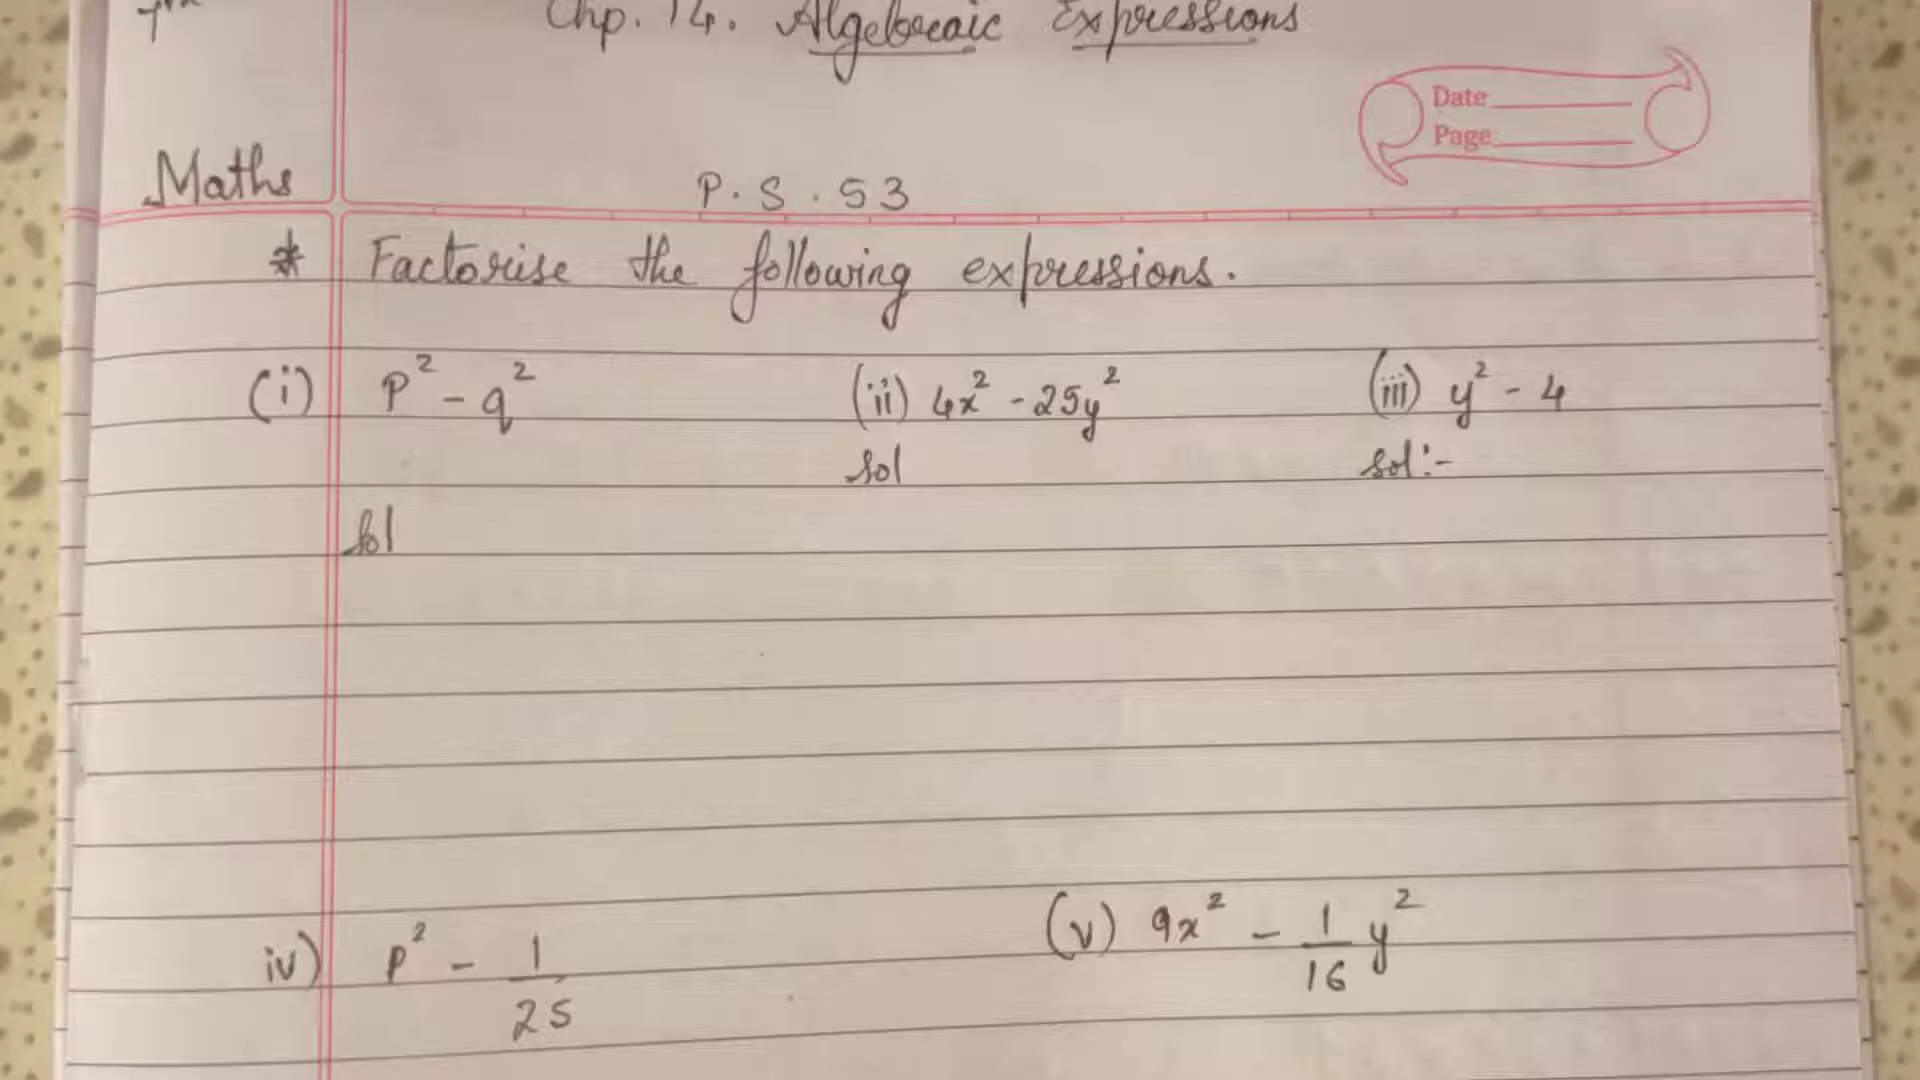 7th
Chp. 14. Algebraic Expressions
Date
Page
Maths
P. S. 53
* Factorise the following expressions.
(i) p² - q² (ii) 4x² - 25y² (iii) y² - 4
sol sol:-
sol
iv) p² - 1/25 (v) 9x² - 1/16 y²